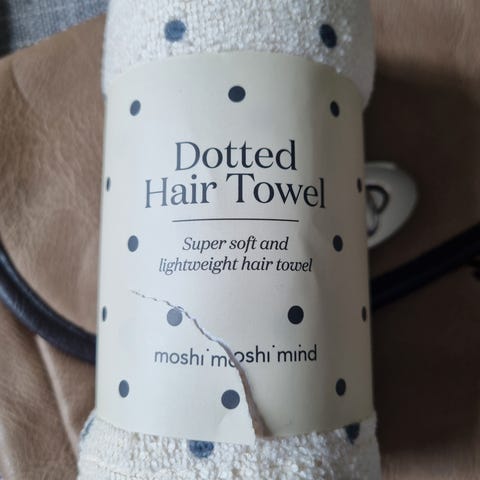 Dotted
Hair Towel
Super soft and
lightweight hair towel
moshi moshi mind